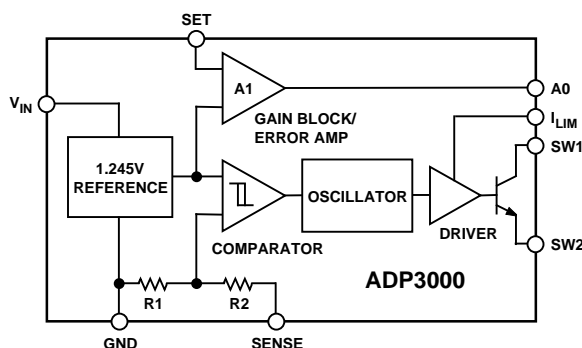 SET
A1
A0
GAIN BLOCK/
ERROR AMP
VIN
ILIM
SW1
1.245V
REFERENCE
OSCILLATOR
COMPARATOR
DRIVER
SW2
R1
R2
ADP3000
GND
SENSE